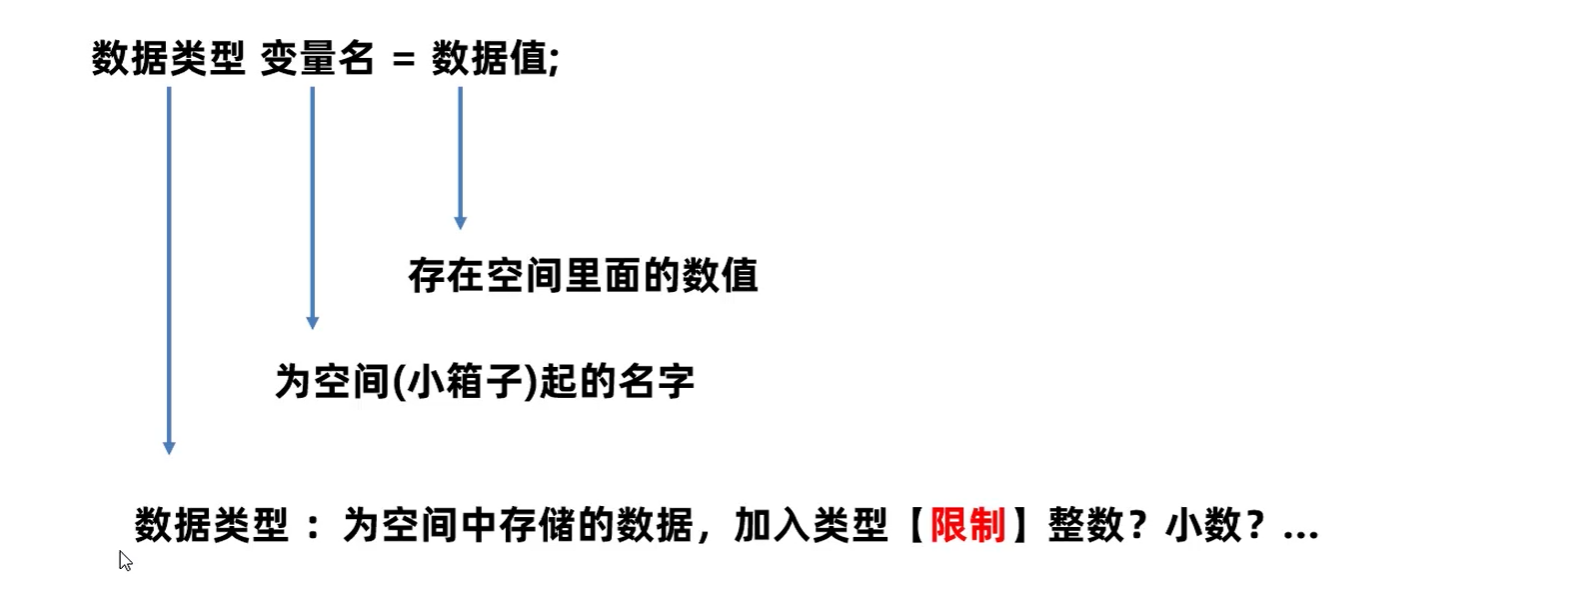 数据类型 变量名 = 数据值;
存在空间里面的数值
为空间(小箱子)起的名字
数据类型 ：为空间中存储的数据，加入类型【限制】整数？小数？...